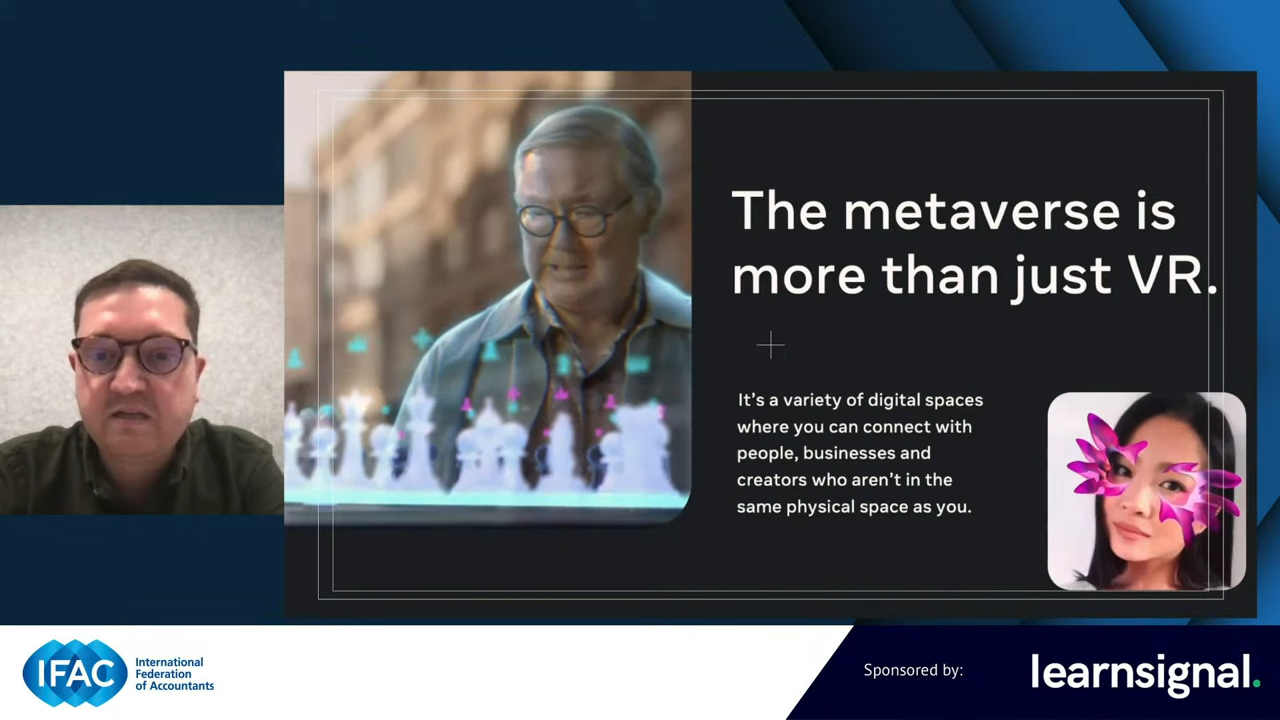 The metaverse is
more than just VR.
It's a variety of digital spaces
where you can connect with
people, businesses and
creators who aren't in the
same physical space as you.
IFAC
International
Federation
of Accountants
Sponsored by:
learnsignal.